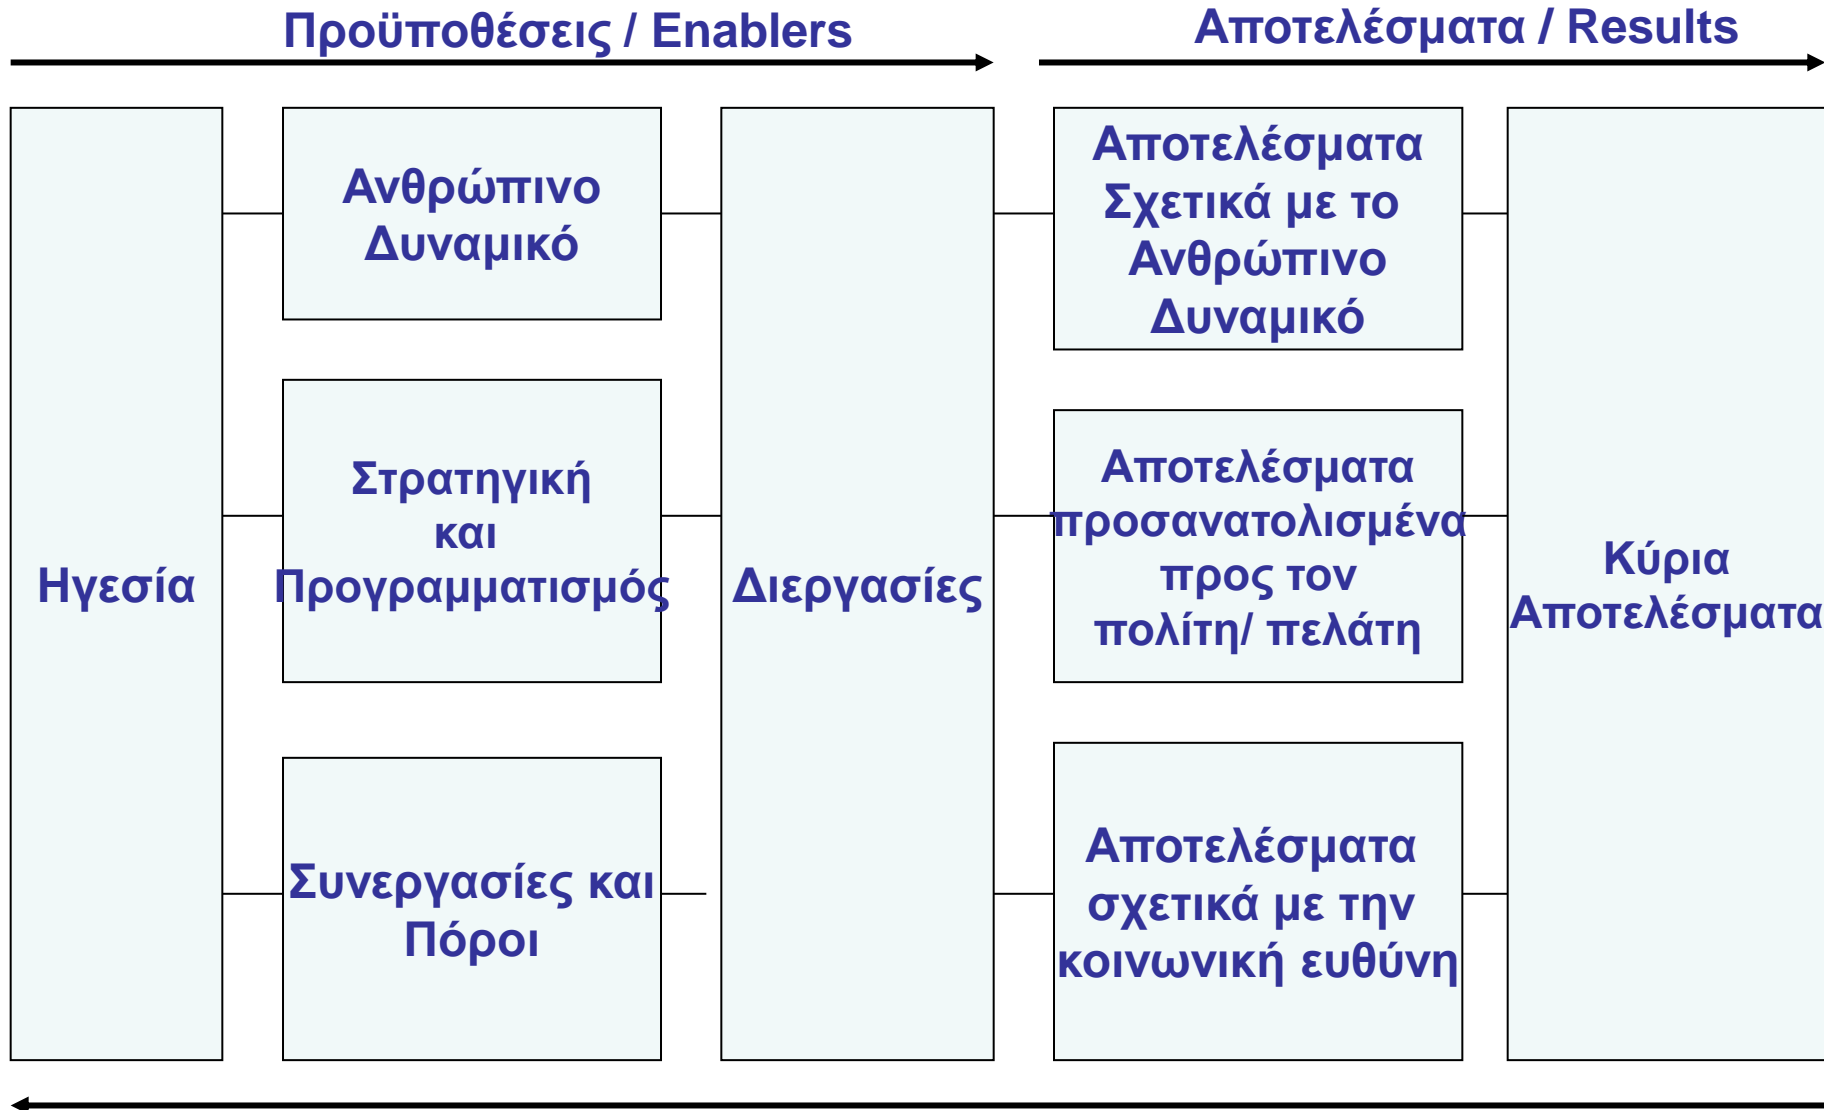 Προϋποθέσεις / Enablers
Αποτελέσματα / Results
Ηγεσία
Ανθρώπινο
Δυναμικό
Στρατηγική
και
Προγραμματισμός
Συνεργασίες και
Πόροι
Διεργασίες
Αποτελέσματα
Σχετικά με το
Ανθρώπινο
Δυναμικό
Αποτελέσματα
προσανατολισμένα
προς τον
πολίτη/ πελάτη
Αποτελέσματα
σχετικά με την
κοινωνική ευθύνη
Κύρια
Αποτελέσματα